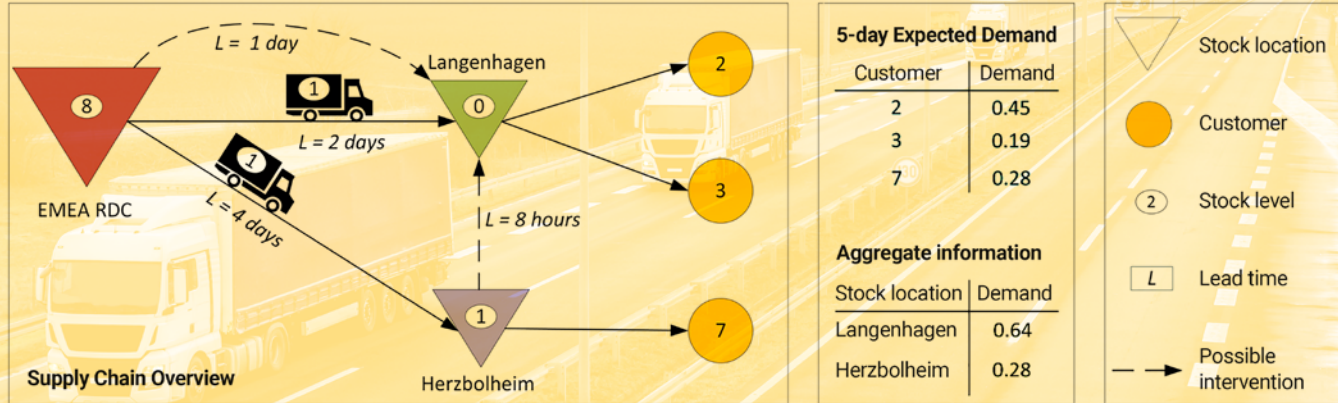 L = 1 day
Langenhagen
8
1
0
2
L = 2 days
1
EMEA RDC
L = 4 days
L = 8 hours
3
1
7
Herzbolheim
Supply Chain Overview
5-day Expected Demand
Customer Demand
2 0.45
3 0.19
7 0.28
Aggregate information
Stock location Demand
Langenhagen 0.64
Herzbolheim 0.28
Stock location
Customer
2 Stock level
L Lead time
Possible
intervention